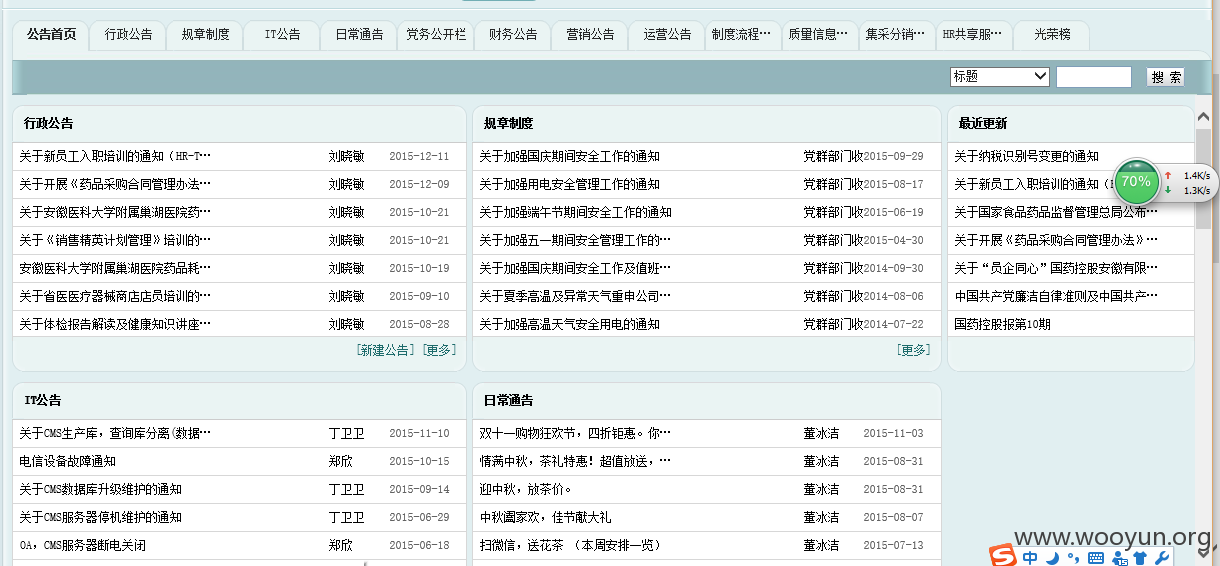 公告首页 行政公告 规章制度 IT公告 日常通告 党务公开栏 财务公告 营销公告 运营公告 制度流程… 质量信息… 集采分销… HR共享服… 光荣榜
标题 搜 索
行政公告
关于新员工入职培训的通知（HR-T… 刘晓敏 2015-12-11
关于开展《药品采购合同管理办法… 刘晓敏 2015-12-09
关于安徽医科大学附属巢湖医院药… 刘晓敏 2015-10-21
关于《销售精英计划管理》培训的… 刘晓敏 2015-10-21
安徽医科大学附属巢湖医院药品耗… 刘晓敏 2015-10-19
关于省医医疗器械商店店员培训的… 刘晓敏 2015-09-10
关于体检报告解读及健康知识讲座… 刘晓敏 2015-08-28
[新建公告] [更多]
规章制度
关于加强国庆期间安全工作的通知 党群部门收2015-09-29
关于加强用电安全管理工作的通知 党群部门收2015-08-17
关于加强端午节期间安全工作的通知 党群部门收2015-06-19
关于加强五一期间安全管理工作的… 党群部门收2015-04-30
关于加强国庆期间安全工作及值班… 党群部门收2014-09-30
关于夏季高温及异常天气重申公司… 党群部门收2014-08-06
关于加强高温天气安全用电的通知 党群部门收2014-07-22
[更多]
最近更新
关于纳税识别号变更的通知
关于新员工入职培训的通知（
关于国家食品药品监督管理总局公布…
关于开展《药品采购合同管理办法》…
关于“员企同心”国药控股安徽有限…
中国共产党廉洁自律准则及中国共产…
国药控股报第10期
70% 1.4K/s
1.3K/s
IT公告
关于CMS生产库，查询库分离(数据… 丁卫卫 2015-11-10
电信设备故障通知 郑欣 2015-10-15
关于CMS数据库升级维护的通知 丁卫卫 2015-09-14
关于CMS服务器停机维护的通知 丁卫卫 2015-06-29
OA，CMS服务器断电关闭 郑欣 2015-06-18
日常通告
双十一购物狂欢节，四折钜惠。你… 董冰洁 2015-11-03
情满中秋，茶礼特惠！超值放送，… 董冰洁 2015-08-31
迎中秋，放茶价。 董冰洁 2015-08-31
中秋阖家欢，佳节献大礼 董冰洁 2015-08-07
扫微信，送花茶 （本周安排一览） 董冰洁 2015-07-13
www.wooyun.org
中